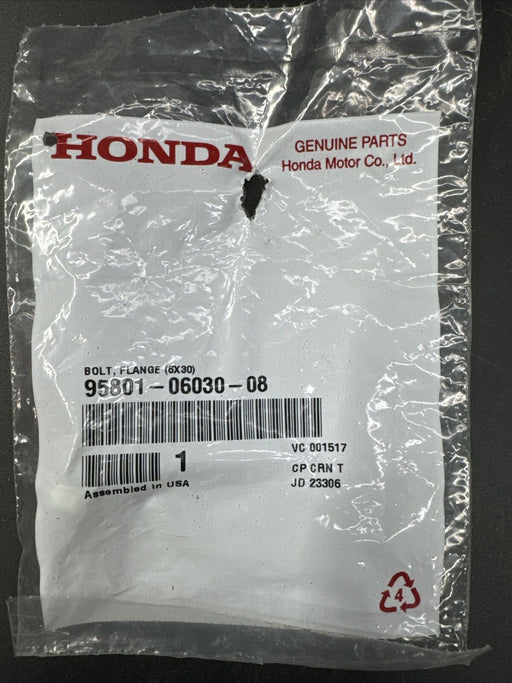 HONDA
GENUINE PARTS
Honda Motor Co., Ltd.
BOLT, FLANGE (6X30)
95801-06030-08
VC 001517
1
CP CRN T
Assembled in USA
JD 23306
4